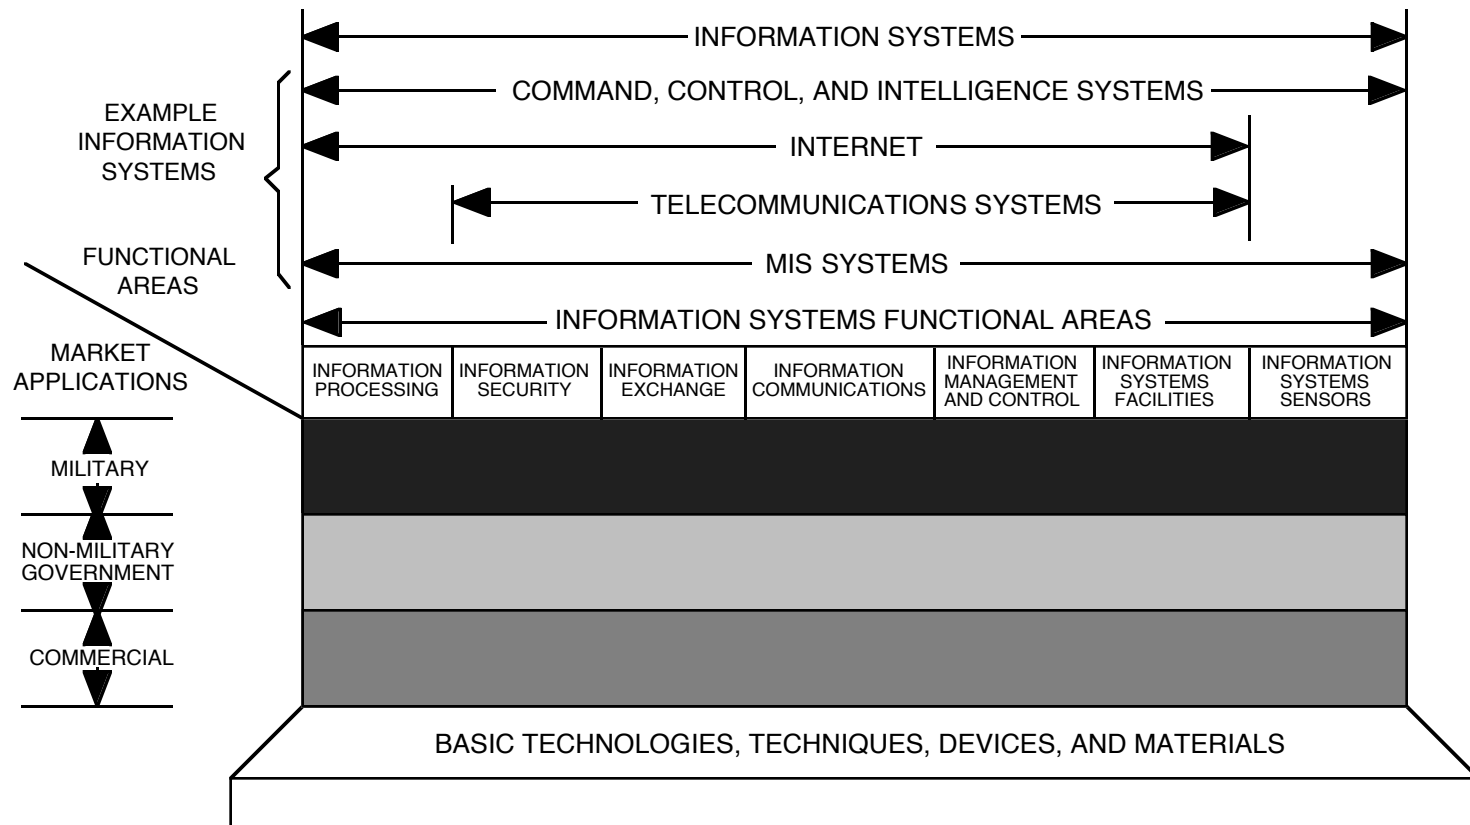 INFORMATION SYSTEMS
COMMAND, CONTROL, AND INTELLIGENCE SYSTEMS
EXAMPLE
INFORMATION
SYSTEMS
INTERNET
TELECOMMUNICATIONS SYSTEMS
FUNCTIONAL
AREAS
MIS SYSTEMS
INFORMATION SYSTEMS FUNCTIONAL AREAS
MARKET
APPLICATIONS
INFORMATION
PROCESSING
INFORMATION
SECURITY
INFORMATION
EXCHANGE
INFORMATION
COMMUNICATIONS
INFORMATION
MANAGEMENT
AND CONTROL
INFORMATION
SYSTEMS
FACILITIES
INFORMATION
SYSTEMS
SENSORS
MILITARY
NON-MILITARY
GOVERNMENT
COMMERCIAL
BASIC TECHNOLOGIES, TECHNIQUES, DEVICES, AND MATERIALS